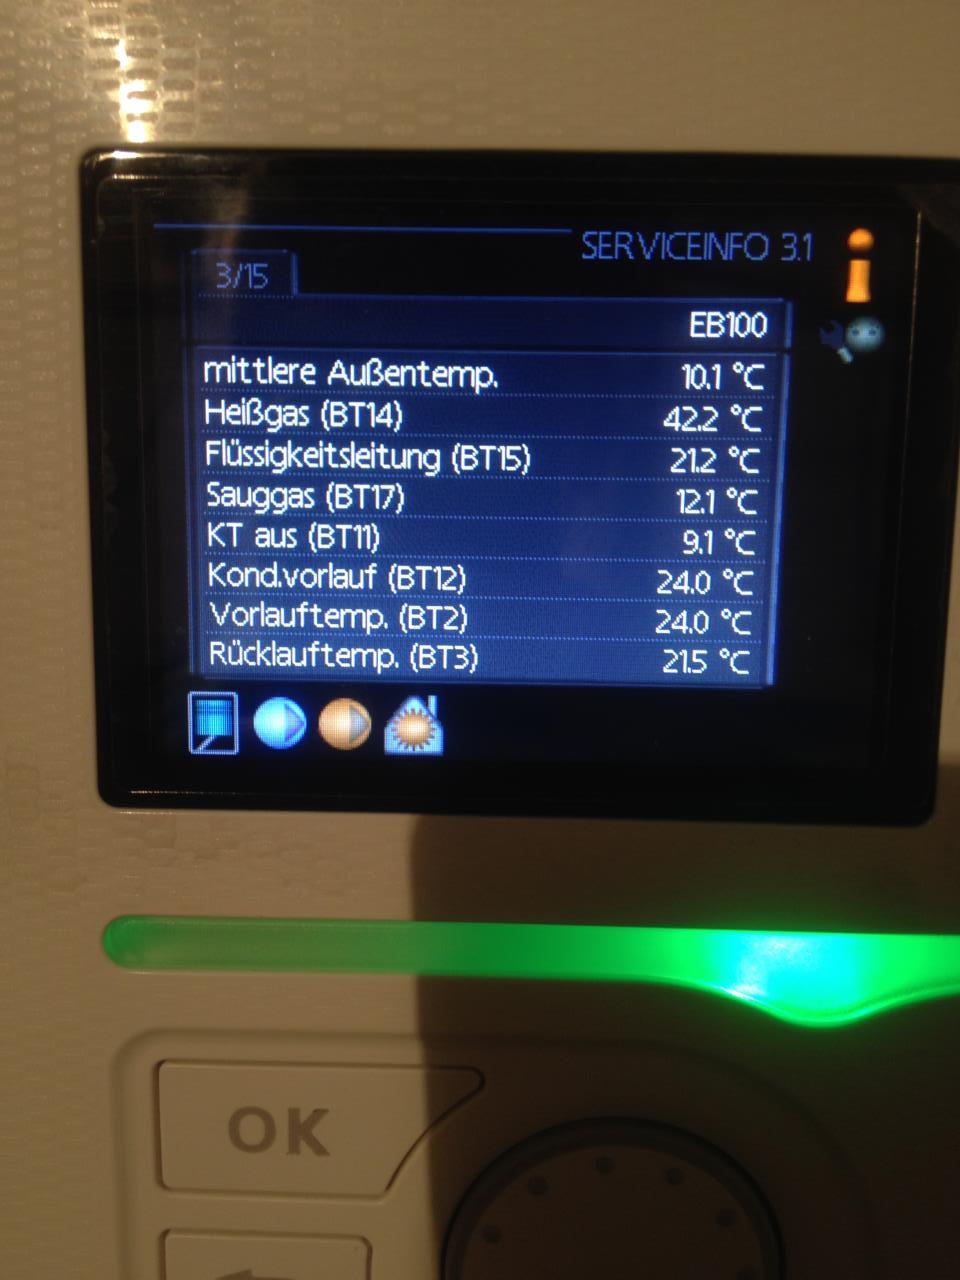 SERVICEINFO 3.1
3/15
EB100
mittlere Außentemp. 10.1 °C
Heißgas (BT14) 42.2 °C
Flüssigkeitsleitung (BT15) 21.2 °C
Sauggas (BT17) 12.1 °C
KT aus (BT11) 9.1 °C
Kond.vorlauf (BT12) 24.0 °C
Vorlauftemp. (BT2) 24.0 °C
Rücklauftemp. (BT3) 21.5 °C
OK